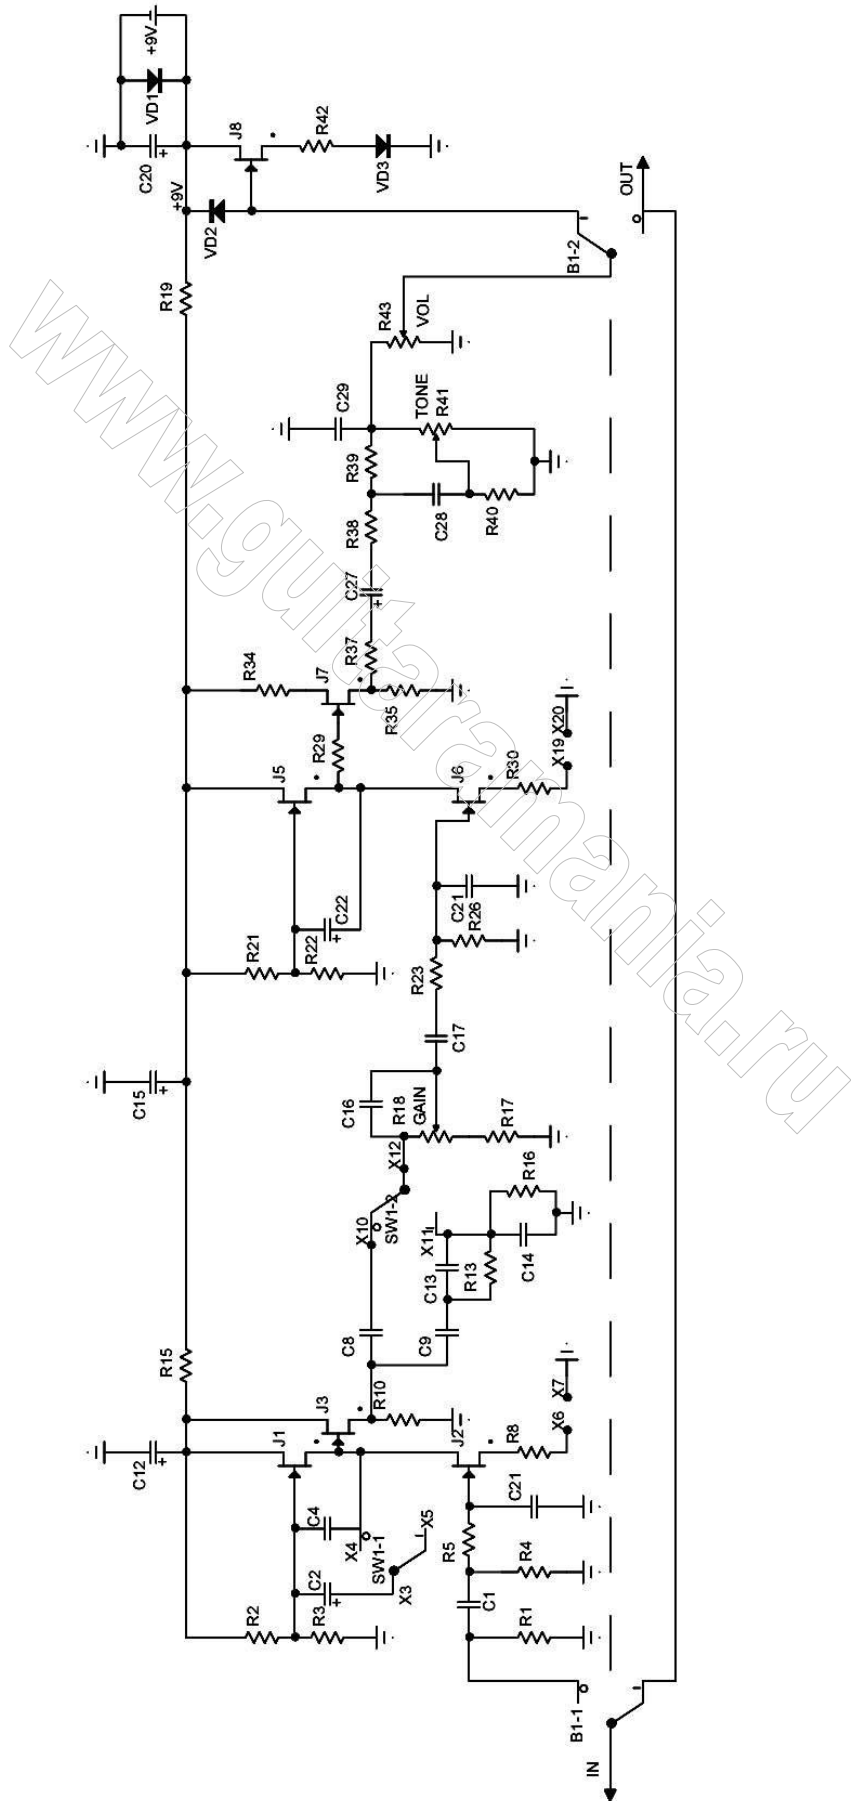 IN
B1-1
R1
C1
R4
R5
C21
R2
R3
C2
X3
SW1-1
X5
X4
C4
C12
J1
J2
R8
X6
X7
J3
R10
R15
C8
C9
C13
R13
X11
C14
R16
X10
SW1-2
X12
R18
GAIN
R17
C16
C15
C17
R23
R26
C21
R21
R22
C22
J5
J6
R30
X19
X20
R29
J7
R34
R35
R37
C27
+
R38
R39
C28
R40
C29
TONE
R41
R43
VOL
R19
B1-2
OUT
VD2
+9V
C20
J8
R42
VD3
VD1
+9V
www.guitaramania.ru